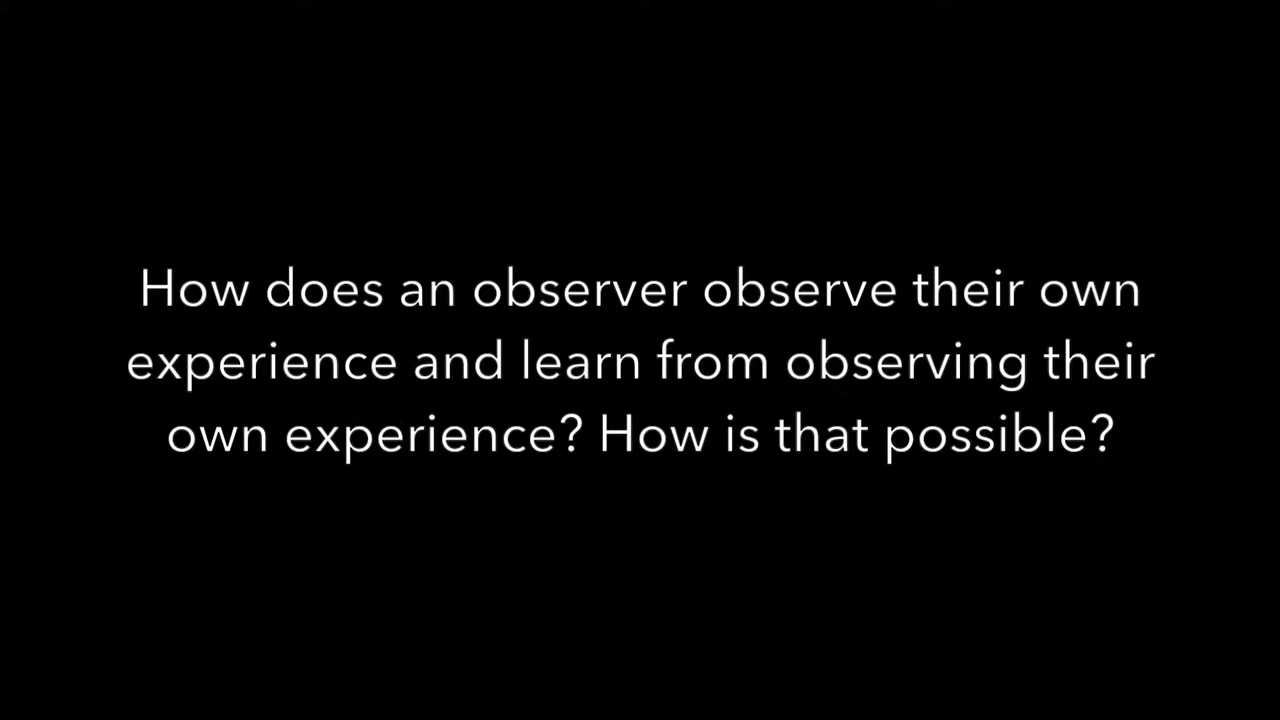 How does an observer observe their own
experience and learn from observing their
own experience? How is that possible?